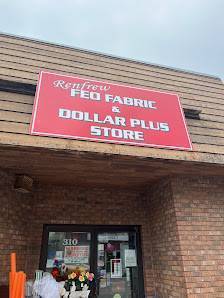 Renfrew
FEO FABRIC
&
DOLLAR PLUS
STORE
310